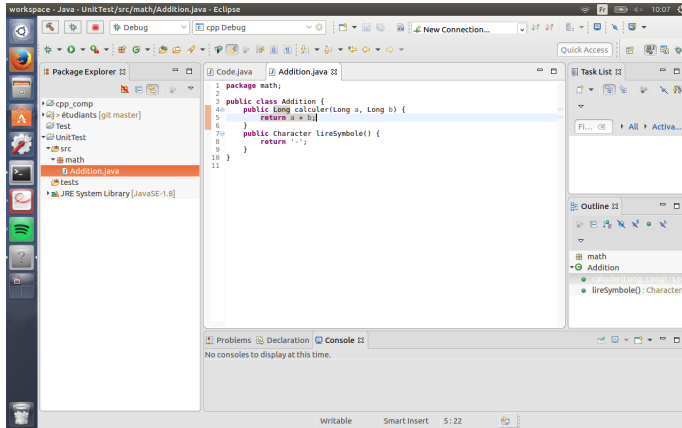 workspace - Java - UnitTest/src/math/Addition.java - Eclipse
Fr
10:07
Debug
cpp Debug
New Connection...
Quick Access
Package Explorer
cpp_comp
> étudiants [git master]
Test
UnitTest
src
math
Addition.java
tests
JRE System Library [JavaSE-1.8]
Code.java
Addition.java
1 package math;
2
3 public class Addition {
4 public Long calculer(Long a, Long b) {
5 return a * b;
6 }
7 public Character lireSymbole() {
8 return '-';
9 }
10 }
11
Task List
Fi...
All
Activa...
Outline
math
Addition
lireSymbole() : Character
Problems
Declaration
Console
No consoles to display at this time.
Writable
Smart Insert
5 : 22